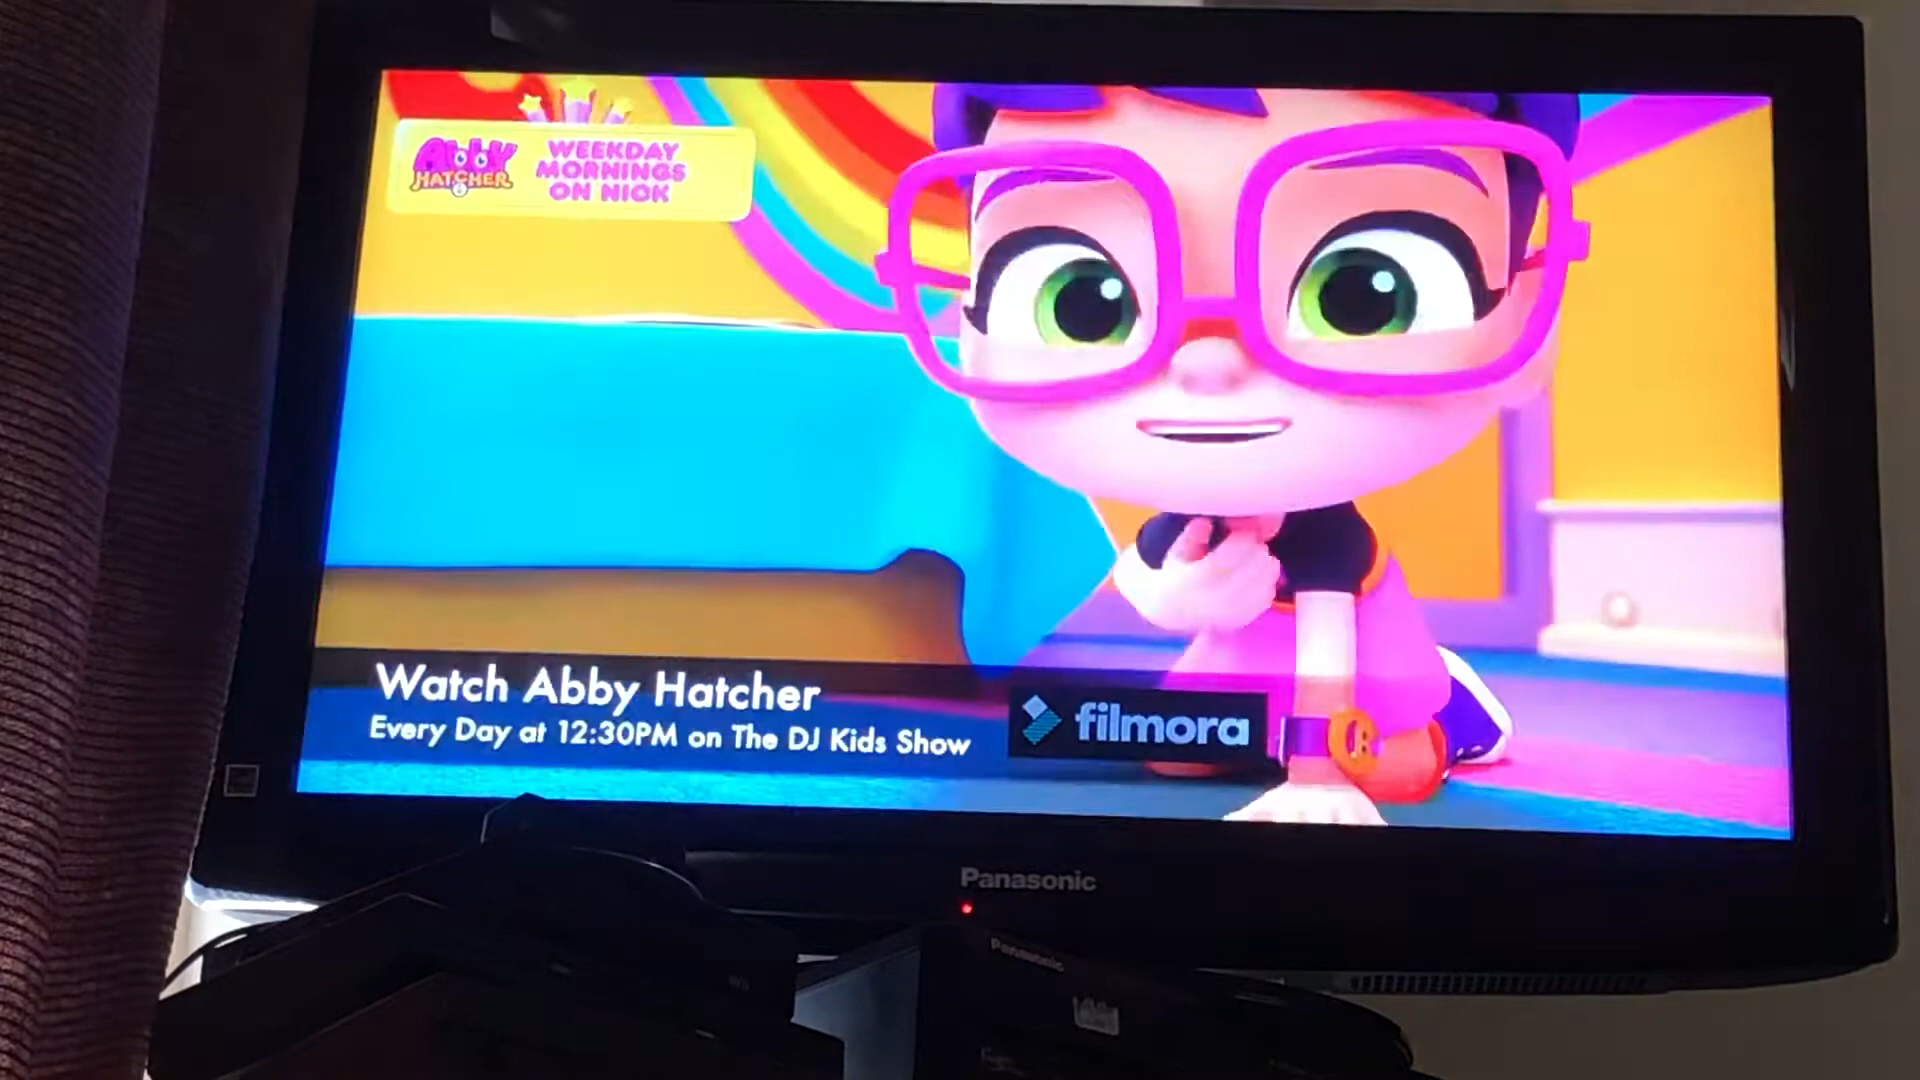 Abby
HATCHER
WEEKDAY
MORNINGS
ON NICK
Watch Abby Hatcher
Every Day at 12:30PM on The DJ Kids Show
filmora
Panasonic
Panasonic
Wii